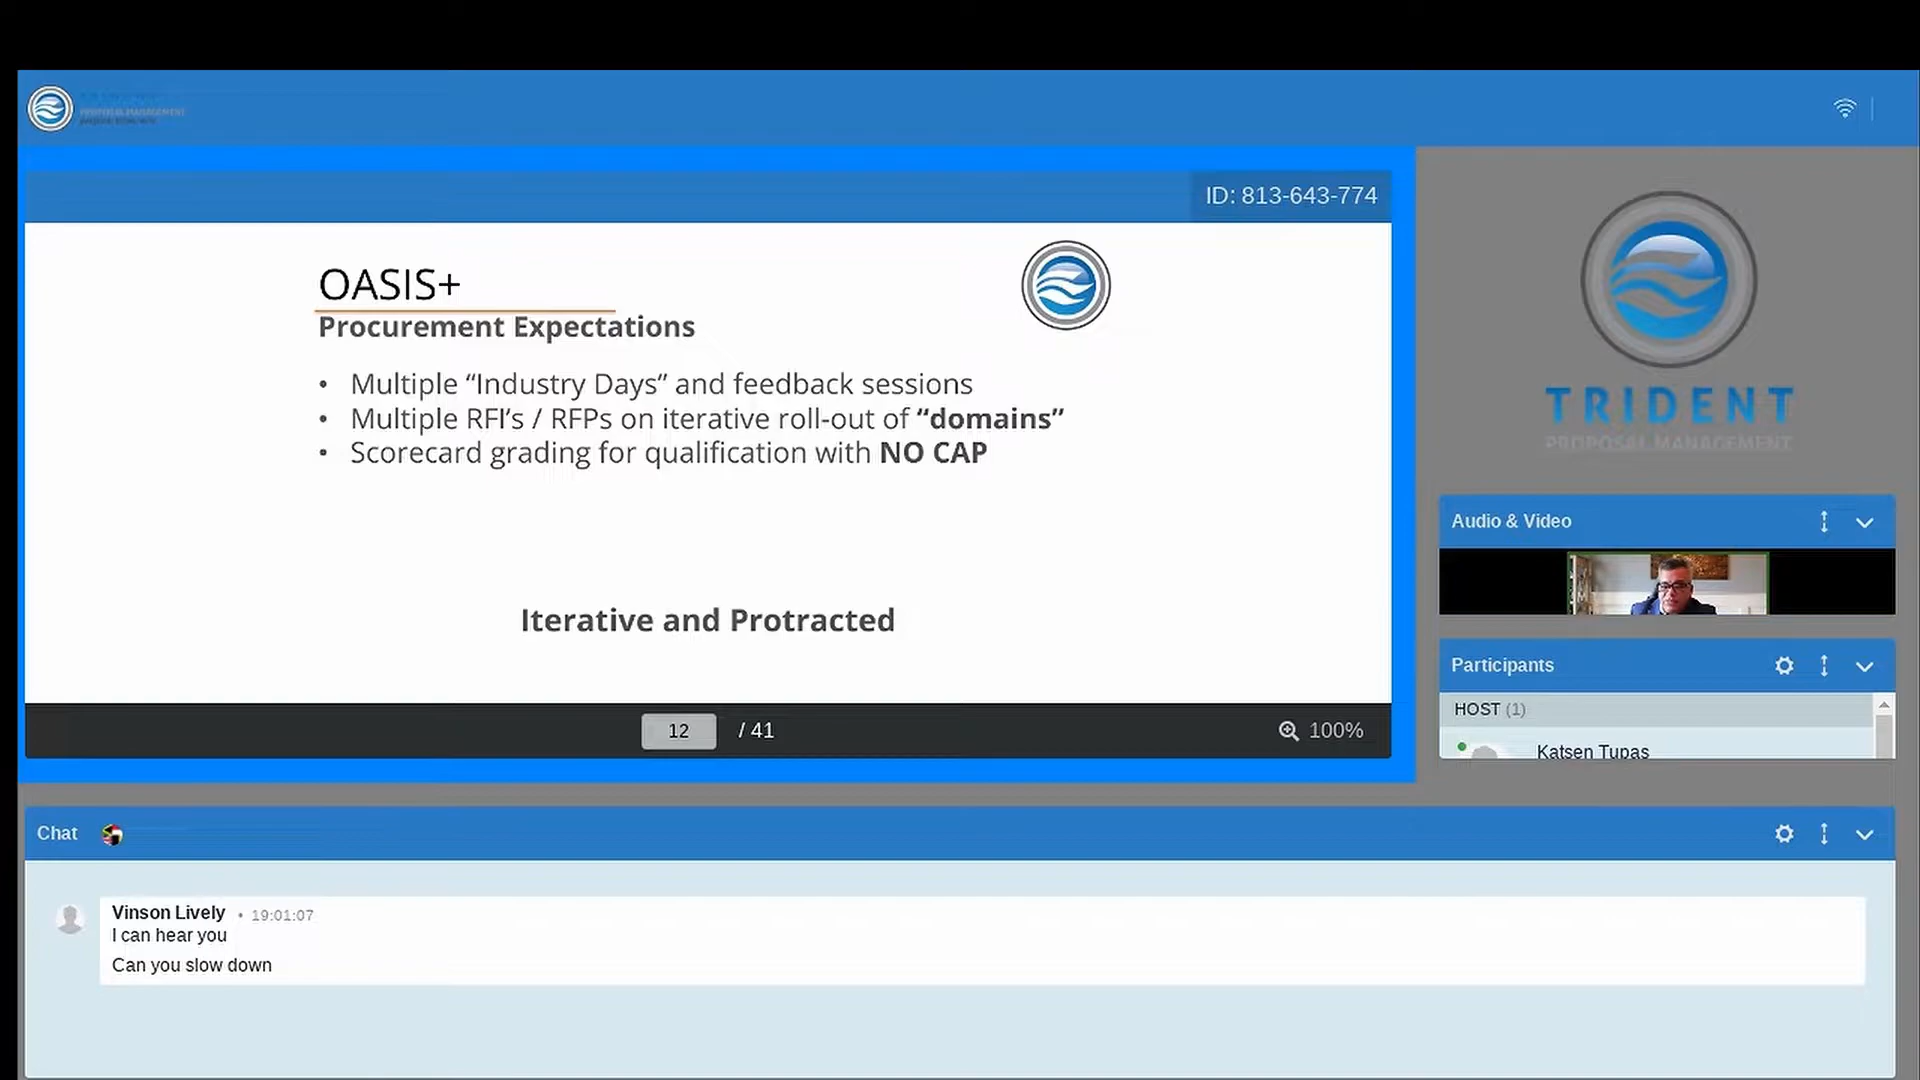 PROPOSAL MANAGEMENT
ID: 813-643-774
OASIS+
Procurement Expectations
• Multiple “Industry Days” and feedback sessions
• Multiple RFI’s / RFPs on iterative roll-out of “domains”
• Scorecard grading for qualification with NO CAP
Iterative and Protracted
12 / 41
100%
TRIDENT
PROPOSAL MANAGEMENT
Audio & Video
Participants
HOST (1)
Katsen Tupas
Chat
Vinson Lively • 19:01:07
I can hear you
Can you slow down